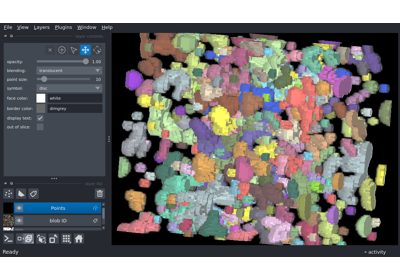 File View Layers Plugins Window Help
opacity: 1.00
blending: translucent
point size: 10
symbol: disc
face color: white
border color: dimgrey
display text: ✓
out of slice:
Points
blob ID
Ready
activity